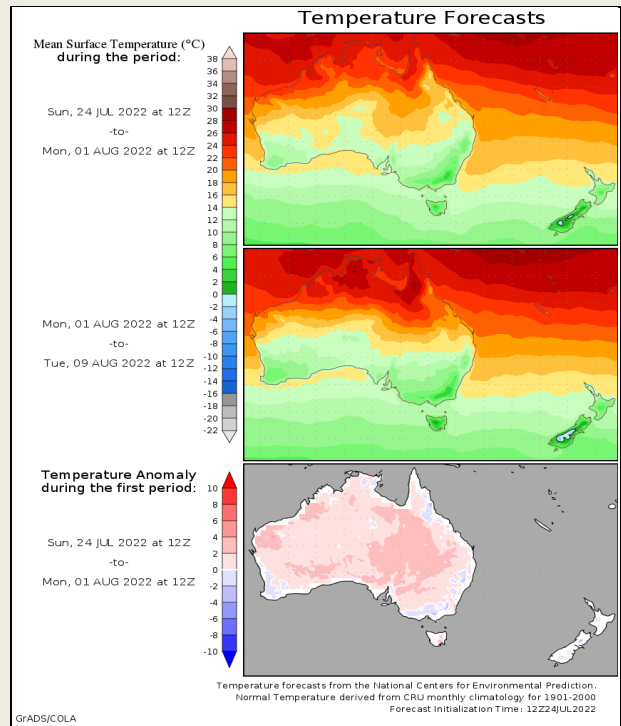 Temperature Forecasts
Mean Surface Temperature (°C)
during the period:
38
36
34
32
30
28
26
24
22
20
18
16
14
12
10
8
6
4
2
0
-2
-4
-6
-8
-10
-12
-14
-16
-18
-20
-22
Sun, 24 JUL 2022 at 12Z
-to-
Mon, 01 AUG 2022 at 12Z
Mon, 01 AUG 2022 at 12Z
-to-
Tue, 09 AUG 2022 at 12Z
Temperature Anomaly
during the first period:
10
8
6
4
2
0
-2
-4
-6
-8
-10
Sun, 24 JUL 2022 at 12Z
-to-
Mon, 01 AUG 2022 at 12Z
Temperature forecasts from the National Centers for Environmental Prediction.
Normal Temperature derived from CRU monthly climatology for 1901-2000
Forecast Initialization Time: 12Z24JUL2022
GrADS/COLA